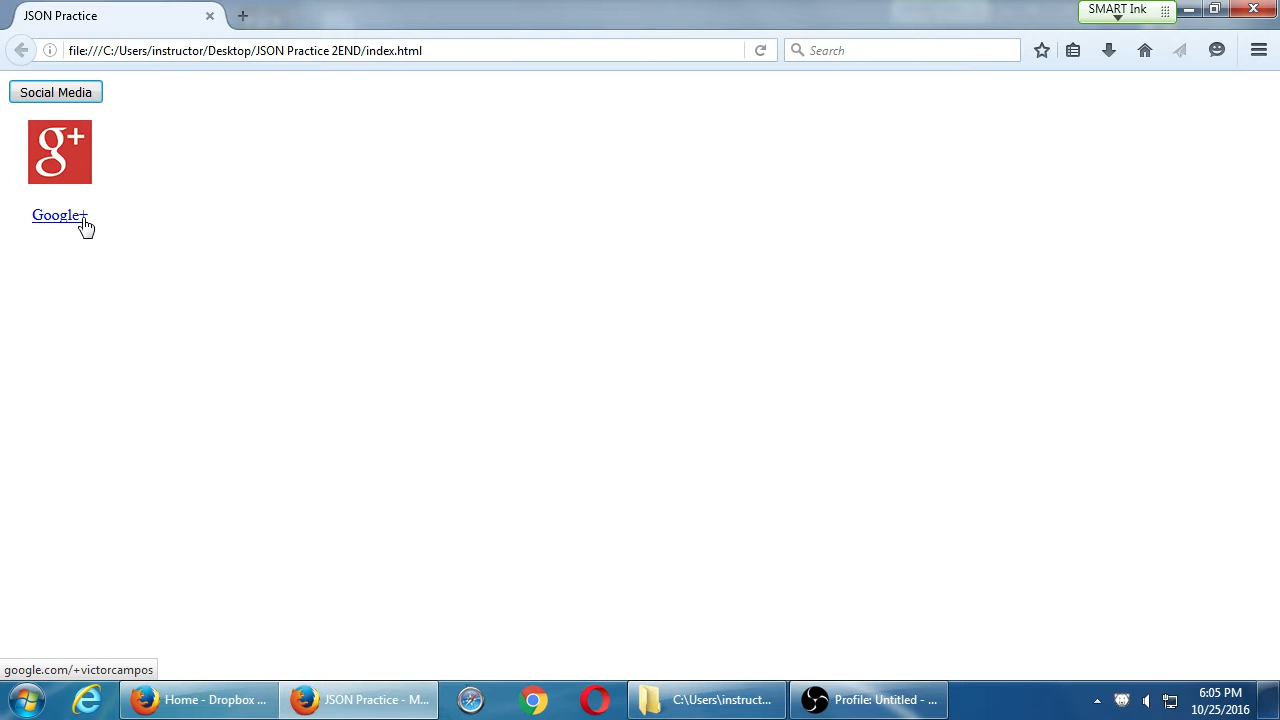 JSON Practice
SMART Ink
file:///C:/Users/instructor/Desktop/JSON Practice 2END/index.html
Search
Social Media
g+
Google+
google.com/+victorcampos
Home - Dropbox ...
JSON Practice - M...
C:\Users\instruct...
Profile: Untitled - ...
6:05 PM
10/25/2016